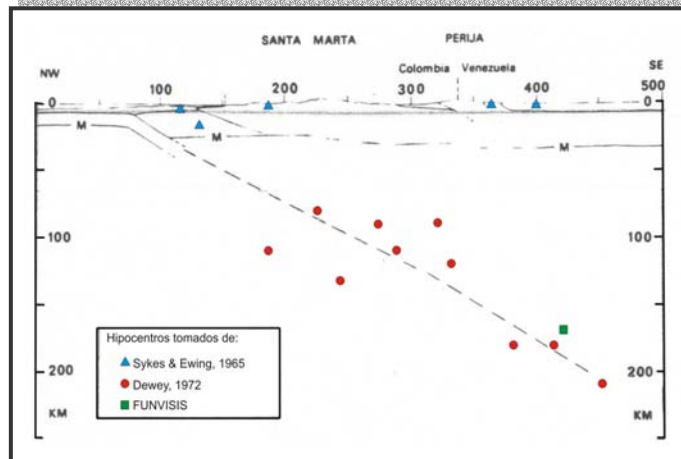 SANTA MARTA PERIJA
NW Colombia Venezuela SE
100 200 300 400 500
0 0
M M M
100 100
Hipocentros tomados de:
Sykes & Ewing, 1965
Dewey, 1972
FUNVISIS
200 200
KM KM